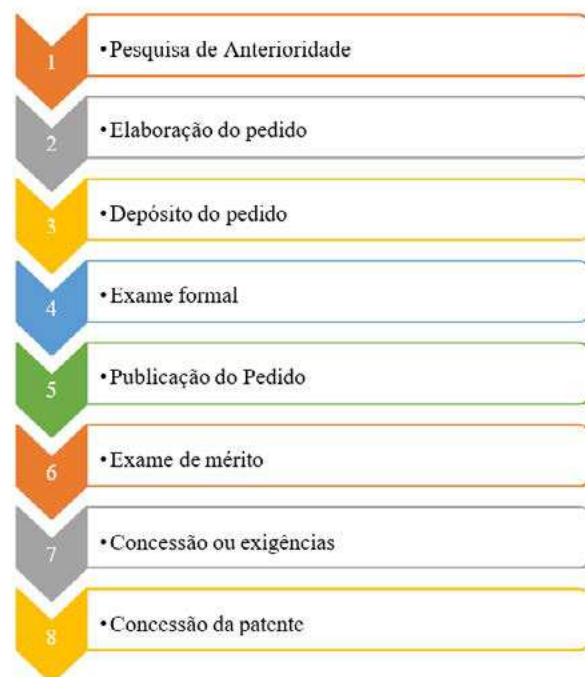 1
•Pesquisa de Anterioridade
2
•Elaboração do pedido
3
•Depósito do pedido
4
•Exame formal
5
•Publicação do Pedido
6
•Exame de mérito
7
•Concessão ou exigências
8
•Concessão da patente